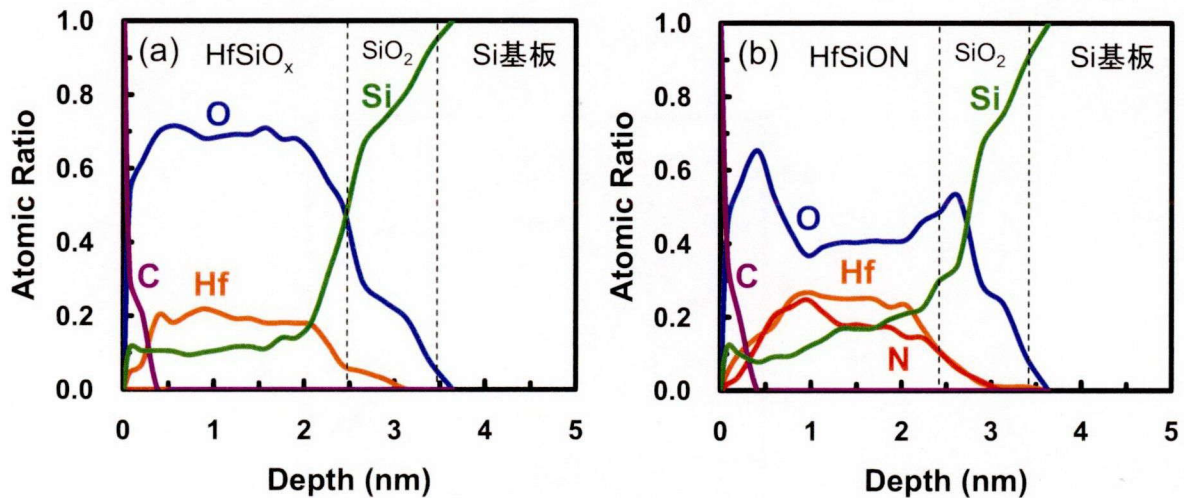 (a) HfSiOₓ SiO₂ Si基板
O
Si
C
Hf
Atomic Ratio
1.0
0.8
0.6
0.4
0.2
0.0
0 1 2 3 4 5
Depth (nm)
(b) HfSiON SiO₂ Si基板
Si
O
C
Hf
N
Atomic Ratio
1.0
0.8
0.6
0.4
0.2
0.0
0 1 2 3 4 5
Depth (nm)